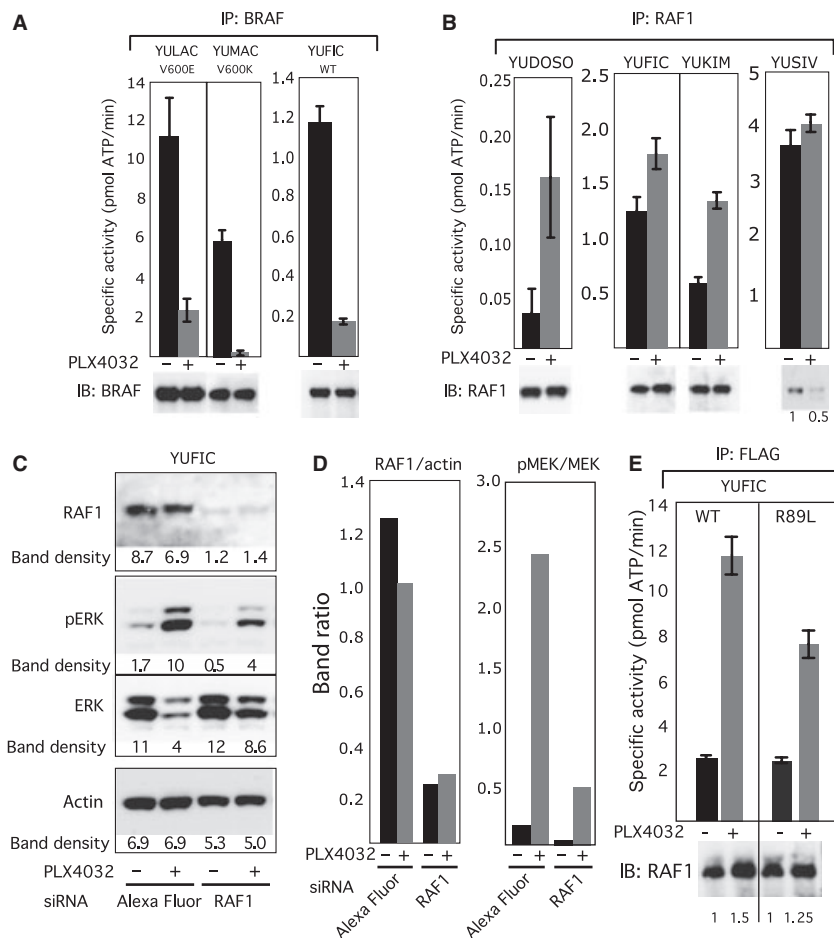 A
IP: BRAF
YULAC
V600E
YUMAC
V600K
YUFIC
WT
Specific activity (pmol ATP/min)
14
12
10
8
6
4
2
1.4
1.2
1.0
0.8
0.6
0.4
0.2
PLX4032
– + – + – +
IB: BRAF
B
IP: RAF1
YUDOSO
YUFIC
YUKIM
YUSIV
Specific activity (pmol ATP/min)
0.25
0.20
0.15
0.10
0.05
2.5
2.0
1.5
1.0
0.5
5
4
3
2
1
PLX4032
– + – + – + – +
IB: RAF1
1 0.5
C
YUFIC
RAF1
Band density
8.7 6.9 1.2 1.4
pERK
Band density
1.7 10 0.5 4
ERK
Band density
11 4 12 8.6
Actin
Band density
6.9 6.9 5.3 5.0
PLX4032 – + – +
siRNA Alexa Fluor RAF1
D
RAF1/actin
pMEK/MEK
Band ratio
1.4
1.2
1.0
0.8
0.6
0.4
0.2
3.0
2.5
2.0
1.5
1.0
0.5
PLX4032 – + – + – + – +
siRNA
Alexa Fluor
RAF1
Alexa Fluor
RAF1
E
IP: FLAG
YUFIC
WT
R89L
Specific activity (pmol ATP/min)
14
12
10
8
6
4
2
PLX4032
– + – +
IB: RAF1
1 1.5 1 1.25